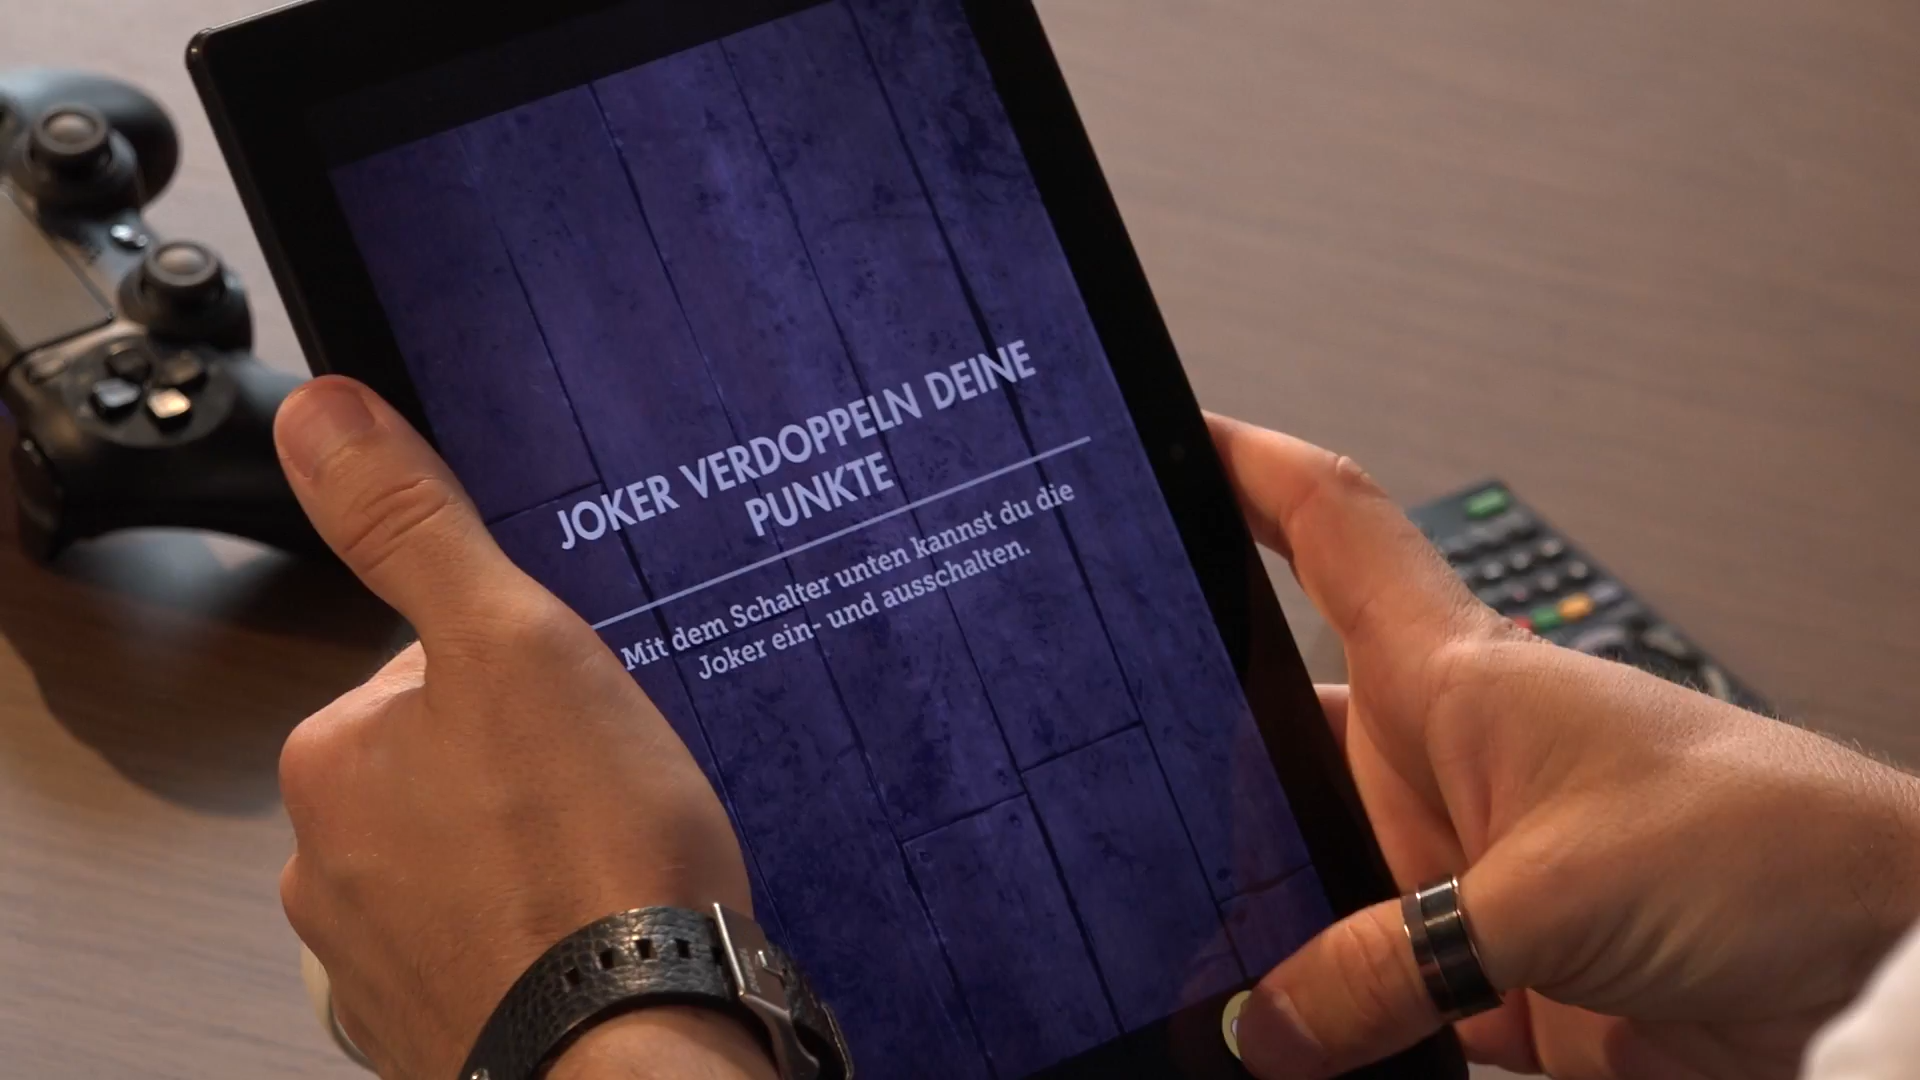 JOKER VERDOPPELN DEINE
PUNKTE
Mit dem Schalter unten kannst du die
Joker ein- und ausschalten.